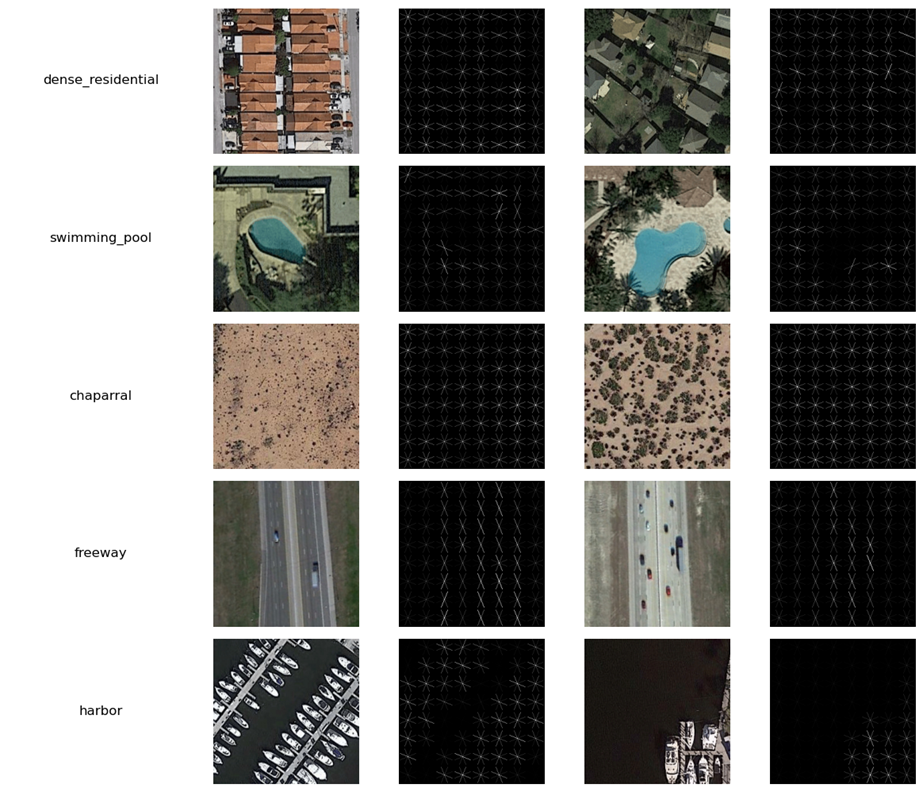 dense_residential
swimming_pool
chaparral
freeway
harbor